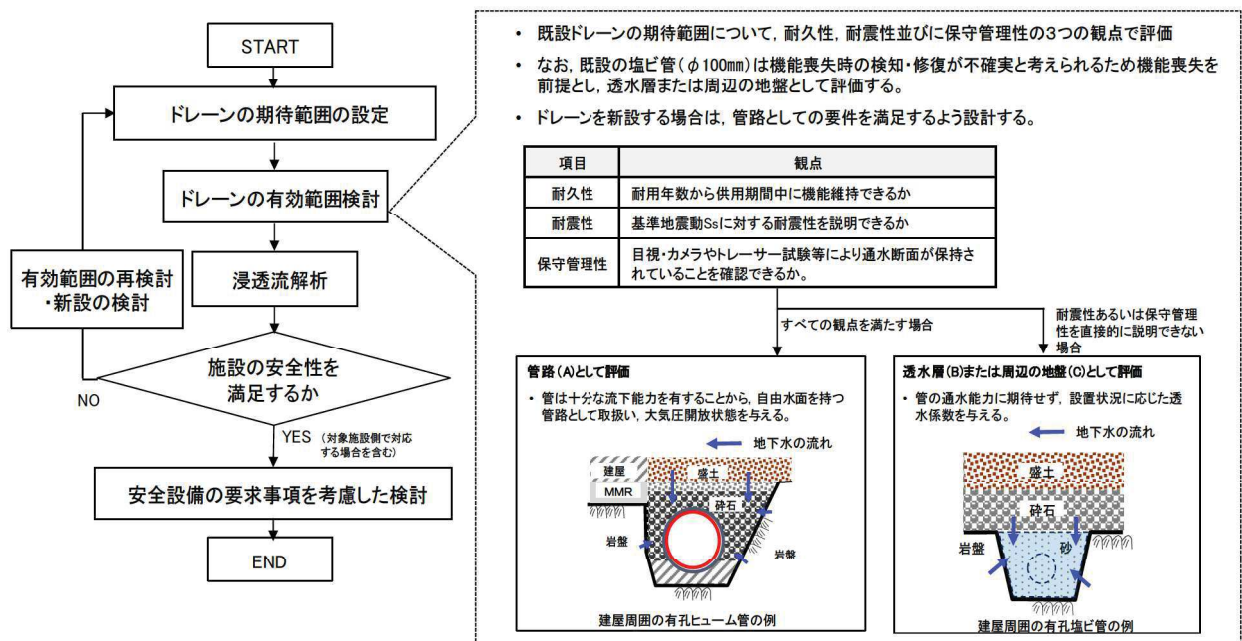 START
ドレーンの期待範囲の設定
ドレーンの有効範囲検討
有効範囲の再検討
・新設の検討
浸透流解析
施設の安全性を
満足するか
NO
YES (対象施設側で対応
する場合を含む)
安全設備の要求事項を考慮した検討
END
• 既設ドレーンの期待範囲について, 耐久性, 耐震性並びに保守管理性の3つの観点で評価
• なお, 既設の塩ビ管(φ100mm)は機能喪失時の検知・修復が不確実と考えられるため機能喪失を
前提とし, 透水層または周辺の地盤として評価する。
• ドレーンを新設する場合は, 管路としての要件を満足するよう設計する。
項目 観点
耐久性 耐用年数から供用期間中に機能維持できるか
耐震性 基準地震動Ssに対する耐震性を説明できるか
保守管理性 目視・カメラやトレーサー試験等により通水断面が保持さ
れていることを確認できるか。
すべての観点を満たす場合
耐震性あるいは保守管理
性を直接的に説明できない
場合
管路(A)として評価
• 管は十分な流下能力を有することから, 自由水面を持つ
管路として取扱い, 大気圧開放状態を与える。
地下水の流れ
建屋
盛土
MMR
砕石
岩盤
岩盤
建屋周囲の有孔ヒューム管の例
透水層(B)または周辺の地盤(C)として評価
• 管の通水能力に期待せず, 設置状況に応じた透
水係数を与える。
地下水の流れ
盛土
砕石
岩盤
砂
建屋周囲の有孔塩ビ管の例